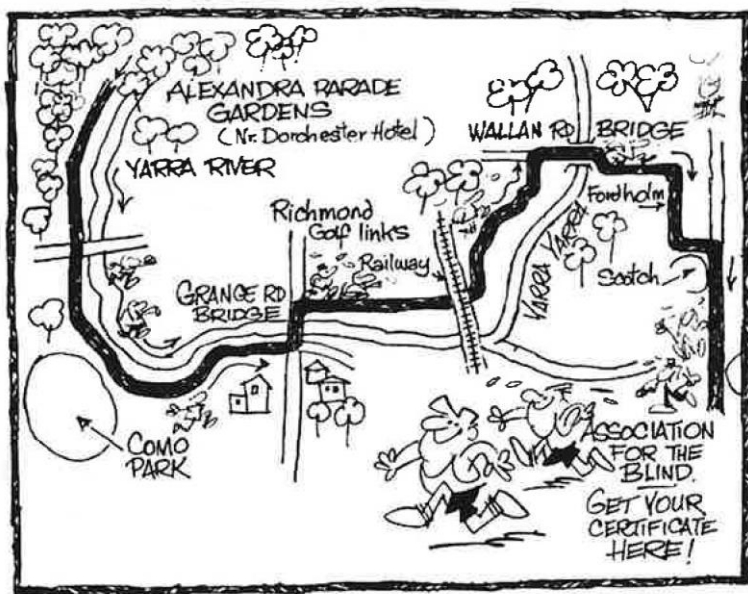 ALEXANDRA PARADE
GARDENS
(Nr. Dorchester Hotel)
YARRA RIVER
WALLAN RD BRIDGE
Fordholm
Richmond
Golf links
Railway
YARRA YARRA
Scotch
GRANGE RD
BRIDGE
COMO
PARK
ASSOCIATION
FOR THE
BLIND.
GET YOUR
CERTIFICATE
HERE!